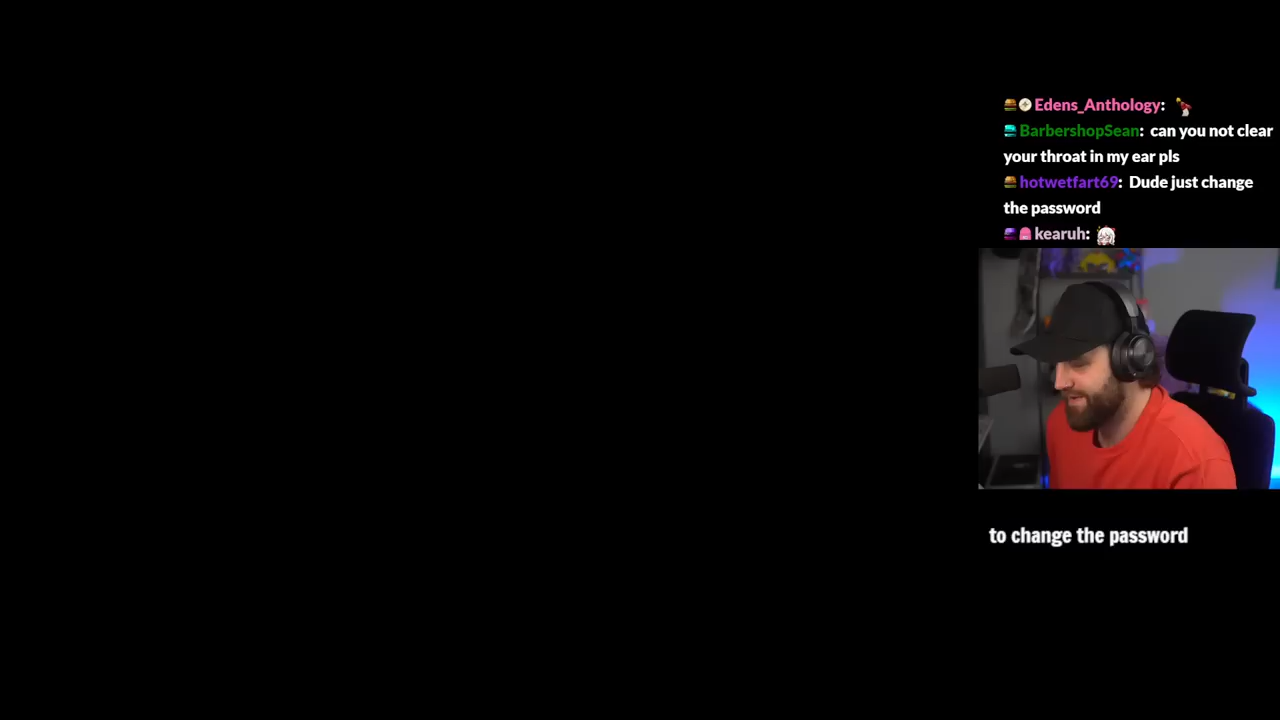 Edens_Anthology:
BarbershopSean: can you not clear
your throat in my ear pls
hotwetfart69: Dude just change
the password
kearuh:
to change the password